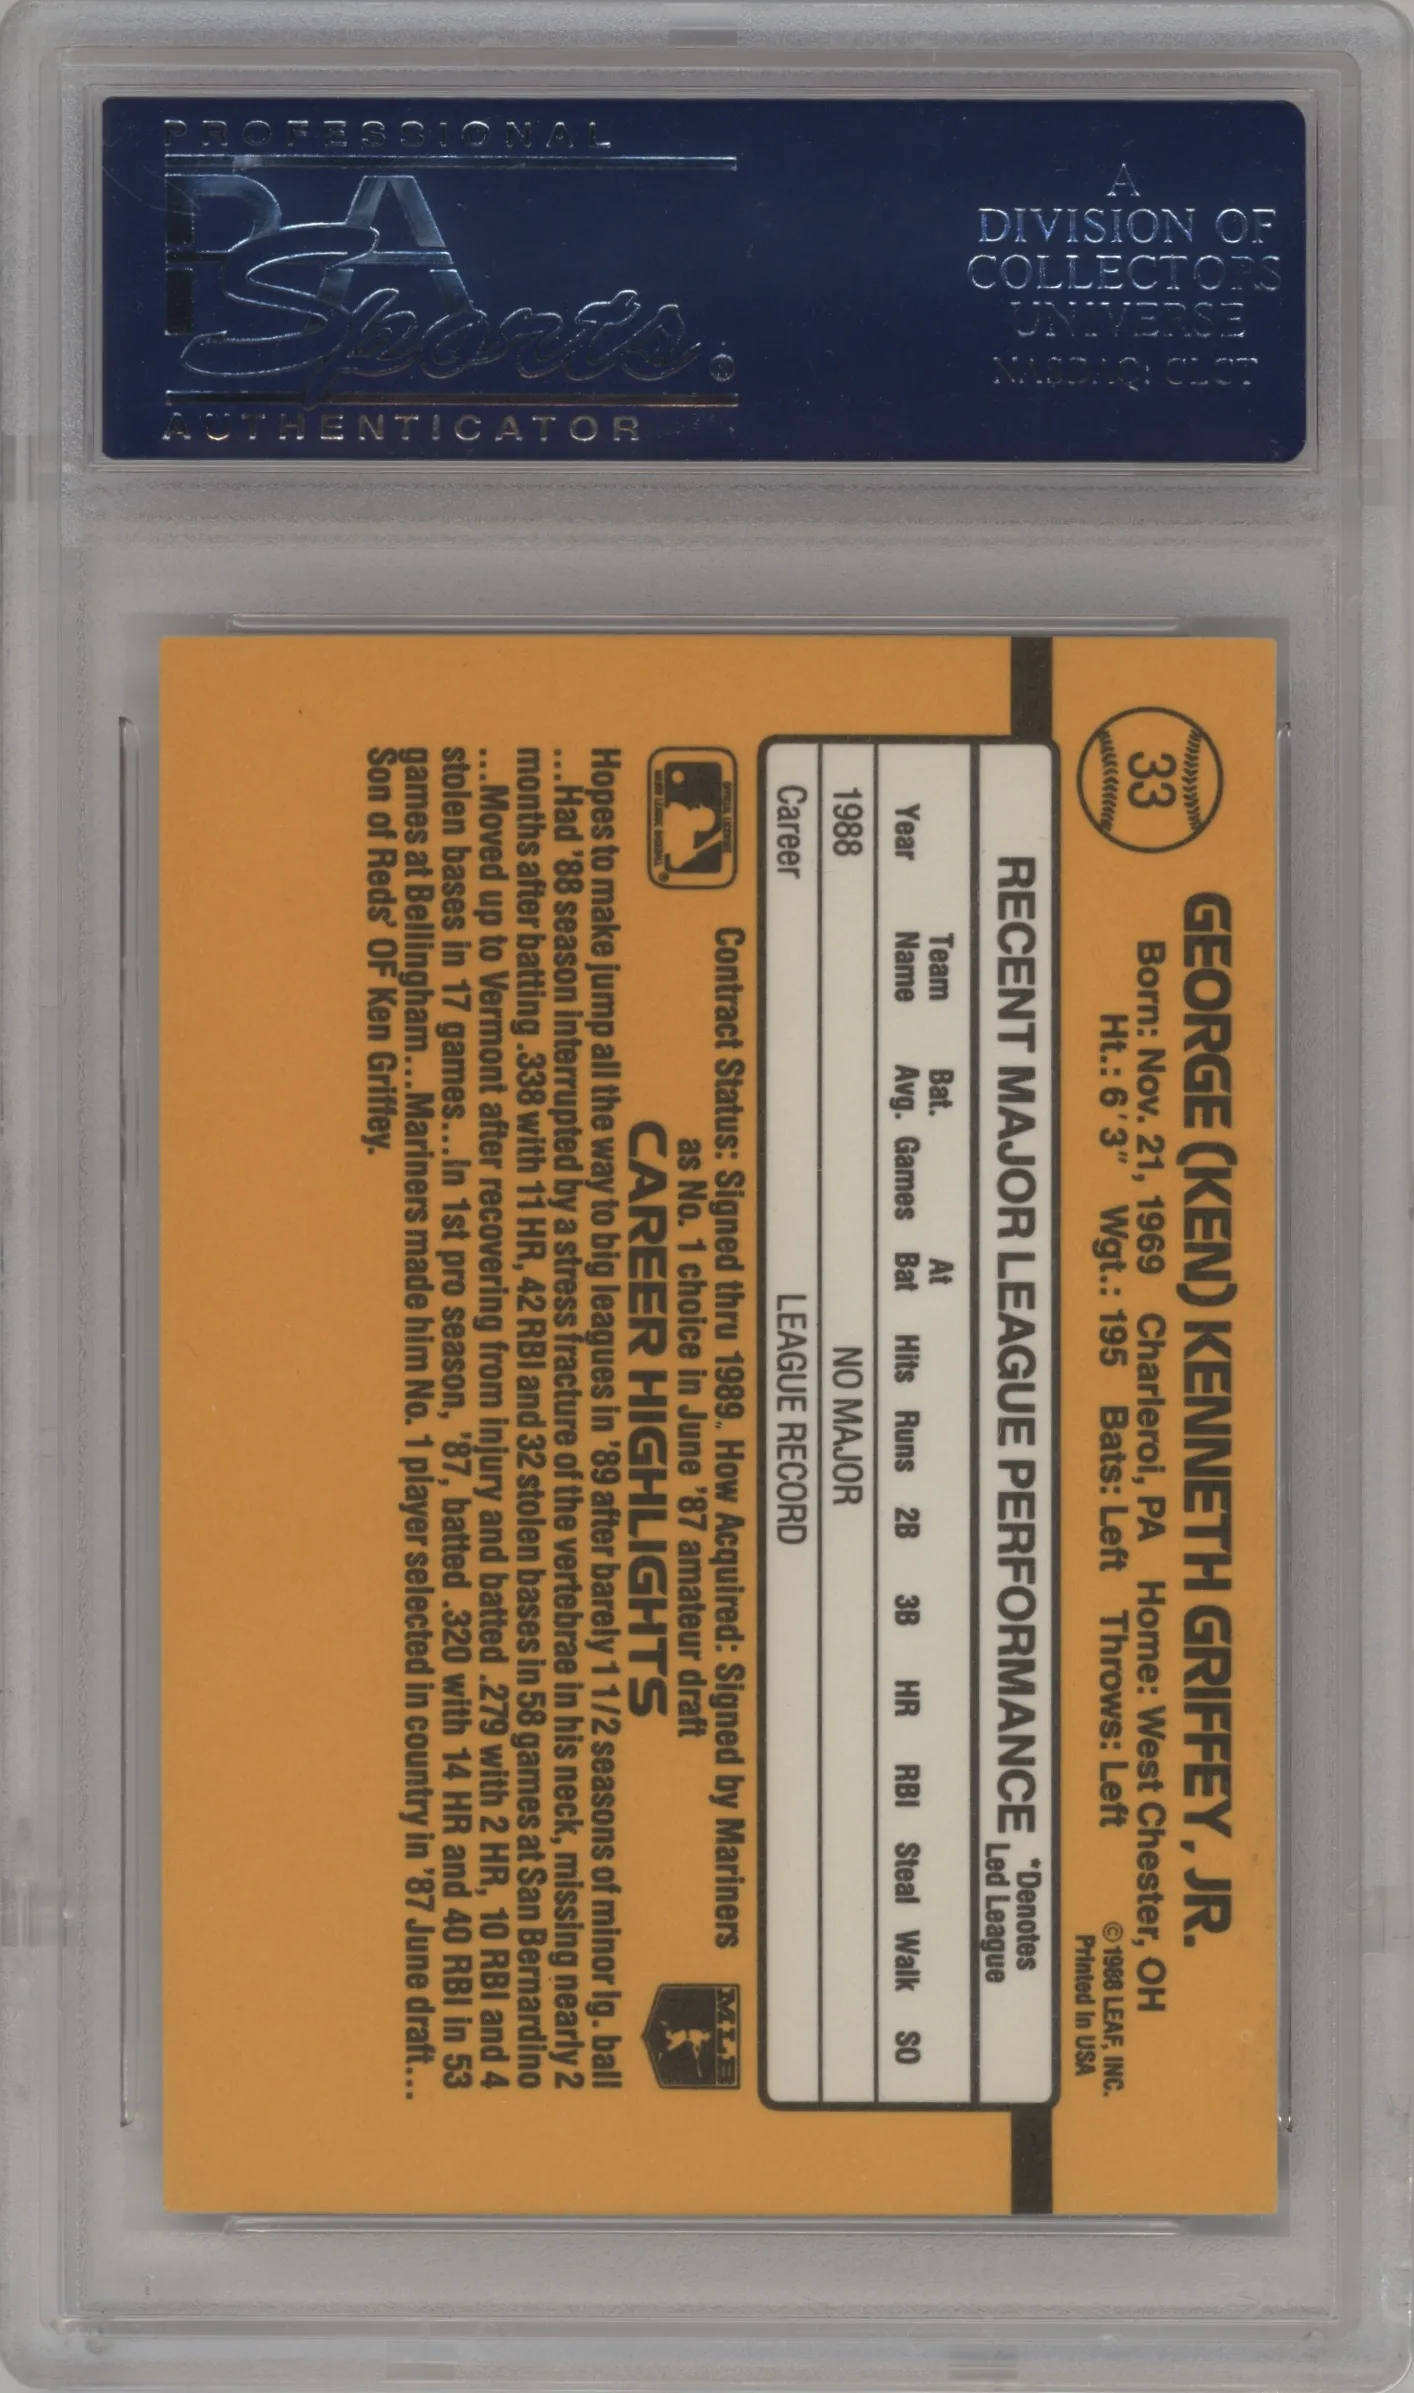 PROFESSIONAL
PSA
Sports®
AUTHENTICATOR
A
DIVISION OF
COLLECTORS
UNIVERSE
NASDAQ: CLCT
33
GEORGE (KEN) KENNETH GRIFFEY, JR.
Born: Nov. 21, 1969 Charleroi, PA Home: West Chester, OH
Ht.: 6'3" Wgt.: 195 Bats: Left Throws: Left
© 1988 LEAF, INC.
Printed In USA
RECENT MAJOR LEAGUE PERFORMANCE
*Denotes
Led League
Year Team Name Bat. Avg. Games At Bat Hits Runs 2B 3B HR RBI Steal Walk SO
1988 NO MAJOR
Career LEAGUE RECORD
Contract Status: Signed thru 1989.. How Acquired: Signed by Mariners
as No. 1 choice in June '87 amateur draft
MLB
CAREER HIGHLIGHTS
Hopes to make jump all the way to big leagues in '89 after barely 1 1/2 seasons of minor lg. ball
...Had '88 season interrupted by a stress fracture of the vertebrae in his neck, missing nearly 2
months after batting .338 with 11 HR, 42 RBI and 32 stolen bases in 58 games at San Bernardino
...Moved up to Vermont after recovering from injury and batted .279 with 2 HR, 10 RBI and 4
stolen bases in 17 games...In 1st pro season, '87, batted .320 with 14 HR and 40 RBI in 53
games at Bellingham...Mariners made him No. 1 player selected in country in '87 June draft...
Son of Reds' OF Ken Griffey.